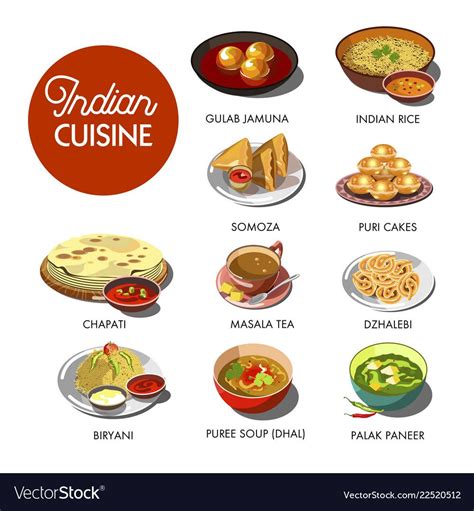 Indian
CUISINE
GULAB JAMUNA
INDIAN RICE
SOMOZA
PURI CAKES
CHAPATI
MASALA TEA
DZHALEBI
BIRYANI
PUREE SOUP (DHAL)
PALAK PANEER
VectorStock®
VectorStock.com/22520512